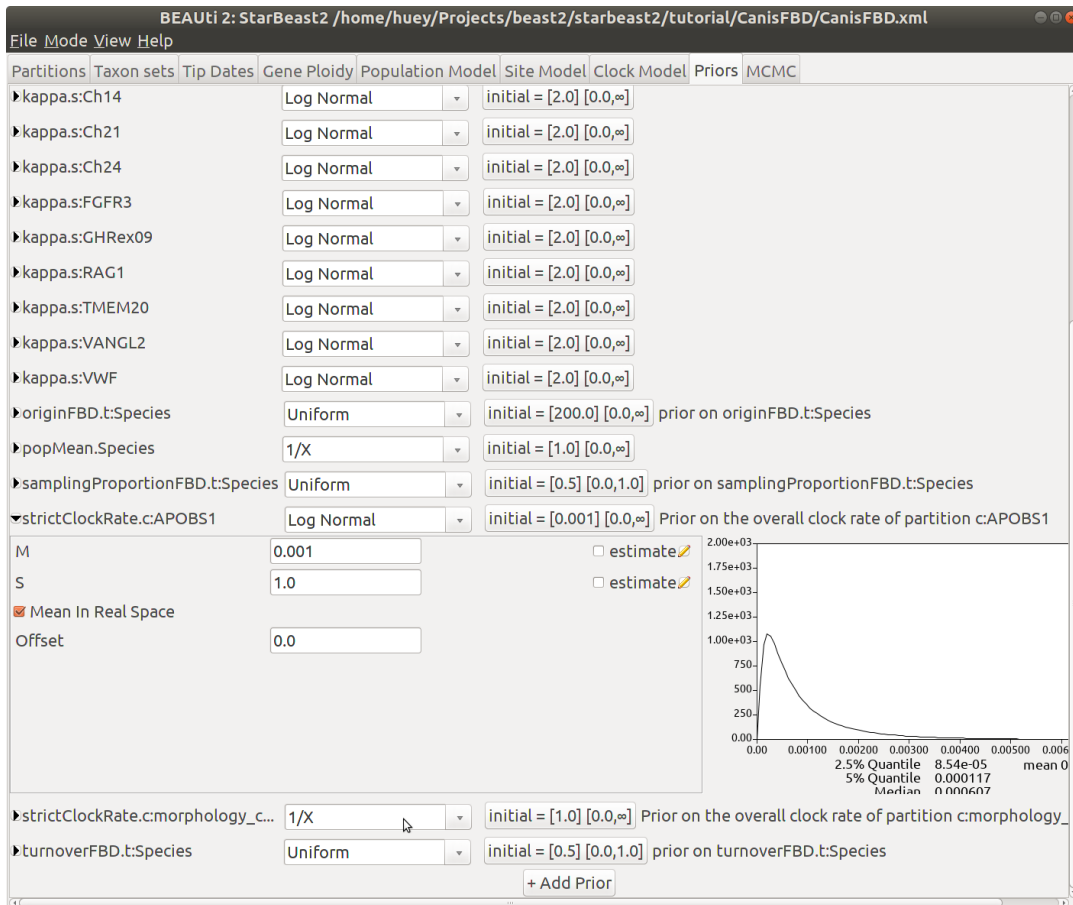 BEAUti 2: StarBeast2 /home/huey/Projects/beast2/starbeast2/tutorial/CanisFBD/CanisFBD.xml
File Mode View Help
Partitions Taxon sets Tip Dates Gene Ploidy Population Model Site Model Clock Model Priors MCMC
kappa.s:Ch14 Log Normal initial = [2.0] [0.0,∞]
kappa.s:Ch21 Log Normal initial = [2.0] [0.0,∞]
kappa.s:Ch24 Log Normal initial = [2.0] [0.0,∞]
kappa.s:FGFR3 Log Normal initial = [2.0] [0.0,∞]
kappa.s:GHRex09 Log Normal initial = [2.0] [0.0,∞]
kappa.s:RAG1 Log Normal initial = [2.0] [0.0,∞]
kappa.s:TMEM20 Log Normal initial = [2.0] [0.0,∞]
kappa.s:VANGL2 Log Normal initial = [2.0] [0.0,∞]
kappa.s:VWF Log Normal initial = [2.0] [0.0,∞]
originFBD.t:Species Uniform initial = [200.0] [0.0,∞] prior on originFBD.t:Species
popMean.Species 1/X initial = [1.0] [0.0,∞]
samplingProportionFBD.t:Species Uniform initial = [0.5] [0.0,1.0] prior on samplingProportionFBD.t:Species
strictClockRate.c:APOBS1 Log Normal initial = [0.001] [0.0,∞] Prior on the overall clock rate of partition c:APOBS1
M 0.001 estimate
S 1.0 estimate
Mean In Real Space
Offset 0.0
2.00e+03
1.75e+03
1.50e+03
1.25e+03
1.00e+03
750
500
250
0.00
0.00 0.00100 0.00200 0.00300 0.00400 0.00500 0.006
2.5% Quantile 8.54e-05 mean 0
5% Quantile 0.000117
Median 0.000607
strictClockRate.c:morphology_c... 1/X initial = [1.0] [0.0,∞] Prior on the overall clock rate of partition c:morphology_
turnoverFBD.t:Species Uniform initial = [0.5] [0.0,1.0] prior on turnoverFBD.t:Species
+ Add Prior